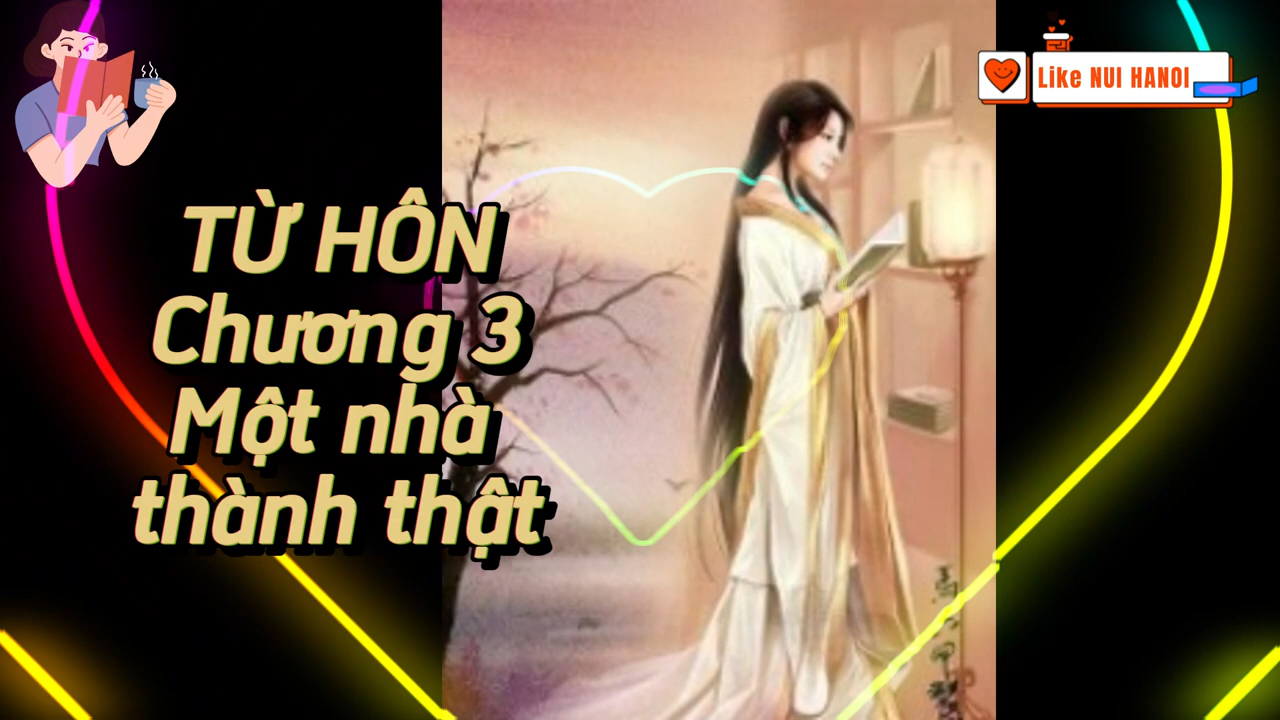 Like NUI HANOI
TỪ HÔN
Chương 3
Một nhà
thành thật